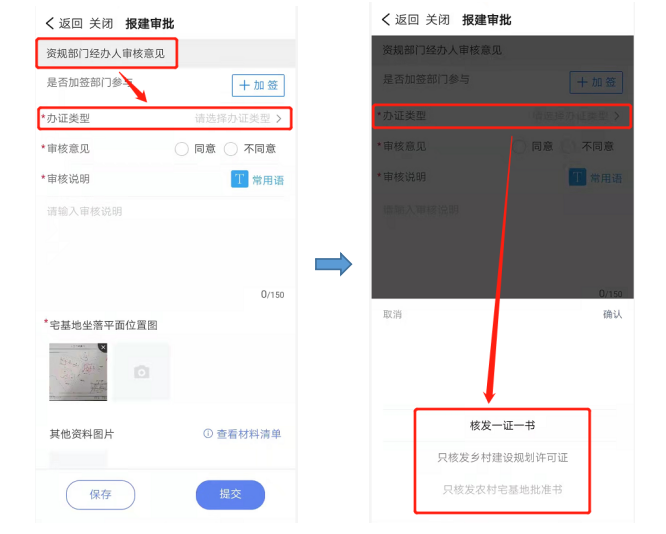 返回 关闭 报建审批
资规部门经办人审核意见
是否加签部门参与
+加签
*办证类型 请选择办证类型
*审核意见 同意 不同意
*审核说明 T 常用语
请输入审核说明
0/150
*宅基地坐落平面位置图
其他资料图片 查看材料清单
保存 提交
返回 关闭 报建审批
资规部门经办人审核意见
是否加签部门参与
+加签
*办证类型 请选择办证类型
*审核意见 同意 不同意
*审核说明 T 常用语
请输入审核说明
0/150
取消 确认
核发一证一书
只核发乡村建设规划许可证
只核发农村宅基地批准书